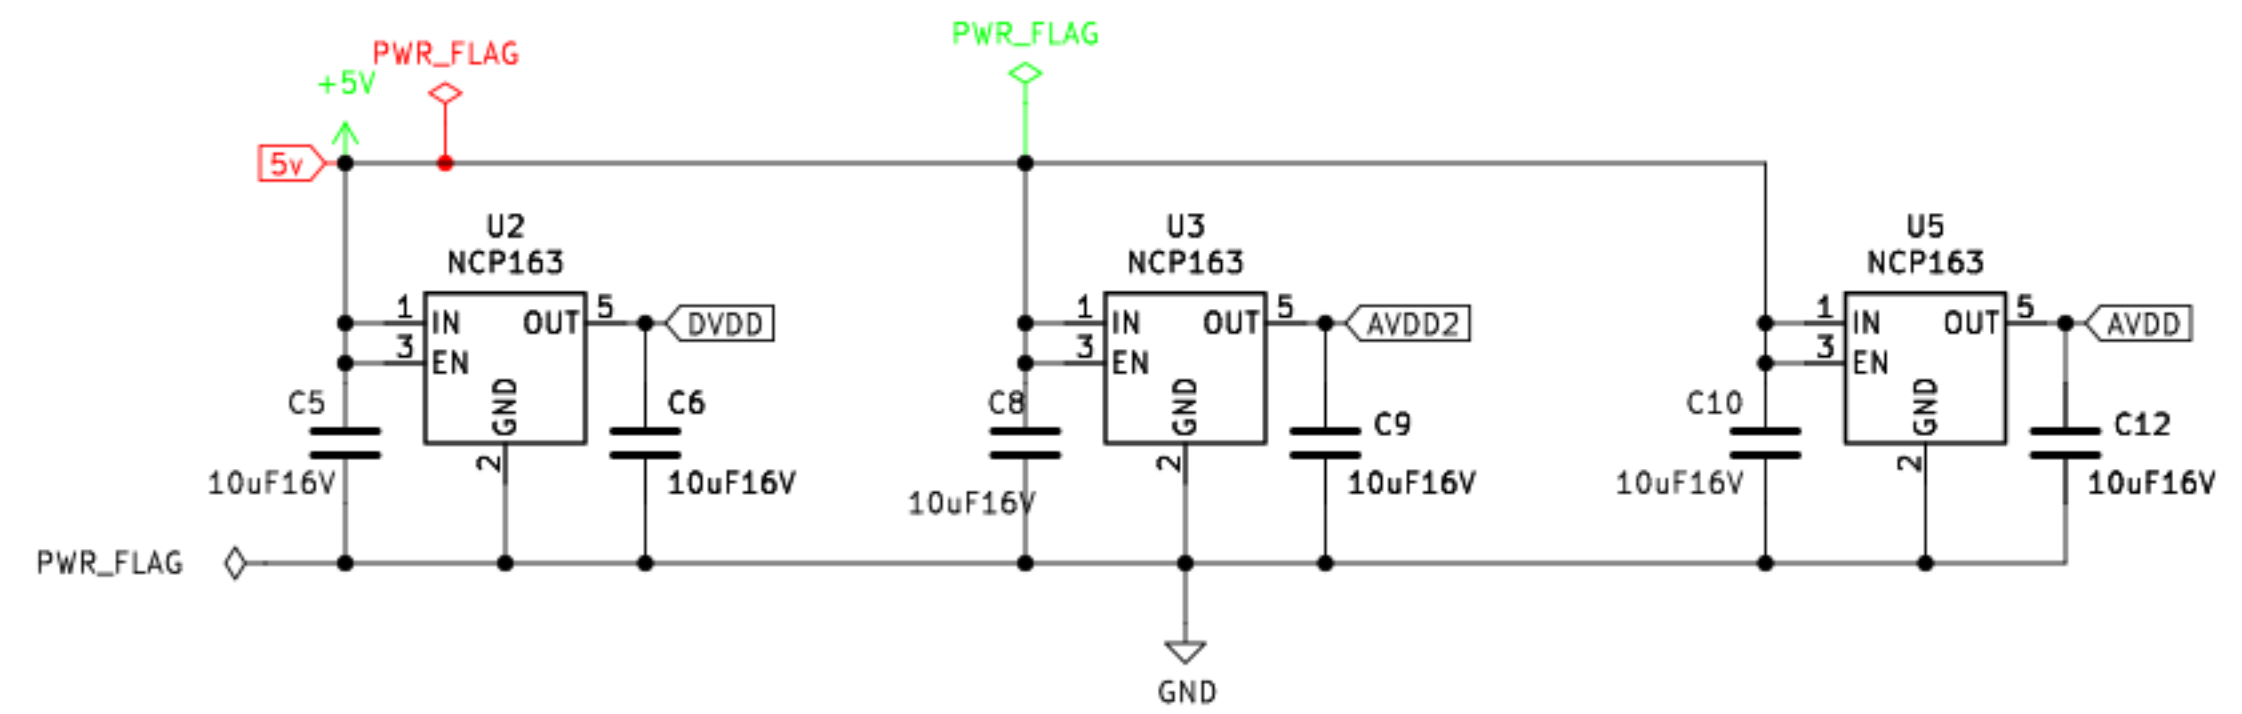 PWR_FLAG
PWR_FLAG
+5V
5v
U2
NCP163
1
IN
OUT
5
DVDD
3
EN
GND
2
C5
10uF16V
C6
10uF16V
U3
NCP163
1
IN
OUT
5
AVDD2
3
EN
GND
2
C8
10uF16V
C9
10uF16V
U5
NCP163
1
IN
OUT
5
AVDD
3
EN
GND
2
C10
10uF16V
C12
10uF16V
PWR_FLAG
GND